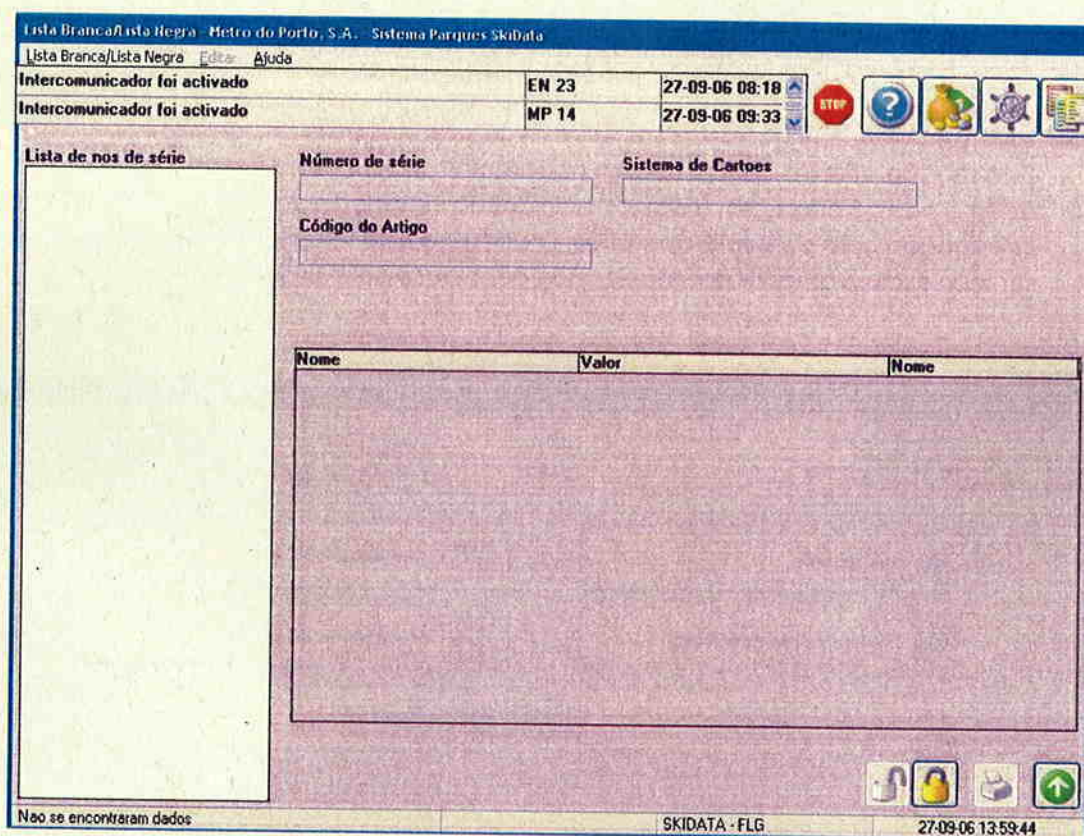 Lista Branca/Lista Negra - Metro do Porto, S.A. Sistema Parques SkiData
Lista Branca/Lista Negra Editar Ajuda
Intercomunicador foi activado EN 23 27-09-06 08:18
Intercomunicador foi activado MP 14 27-09-06 09:33
STOP
Lista de nos de série
Número de série
Sistema de Cartoes
Código do Artigo
Nome Valor Nome
Nao se encontraram dados SKIDATA - FLG 27-09-06 13:59:44